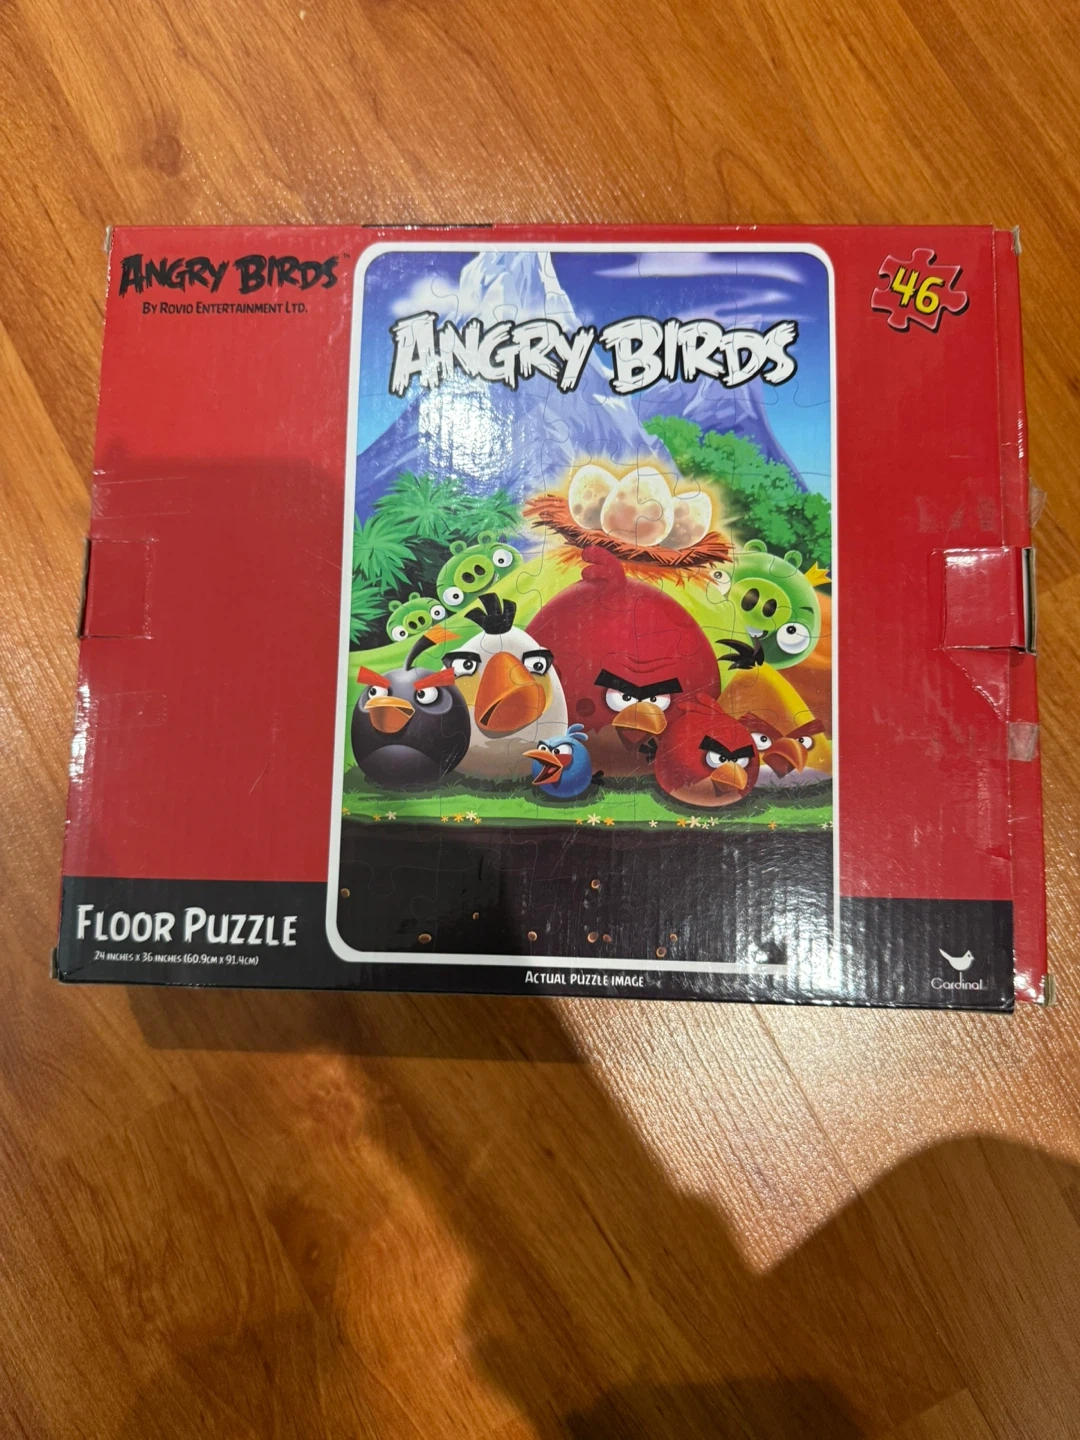 ANGRY BIRDS™
BY ROVIO ENTERTAINMENT LTD.
46
ANGRY BIRDS
FLOOR PUZZLE
24 INCHES X 36 INCHES (60.9CM X 91.4CM)
ACTUAL PUZZLE IMAGE
Cardinal